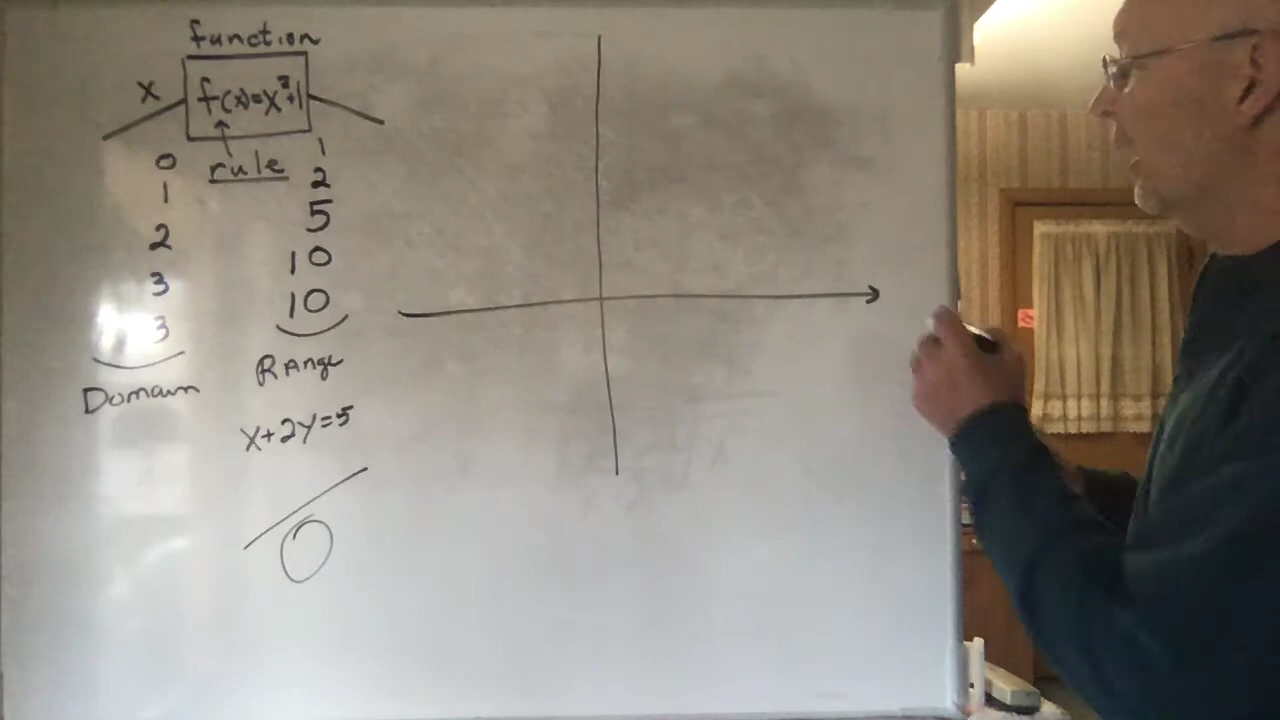 function
x f(x)=x²+1
rule
0 1
1 2
2 5
3 10
3 10
Domain Range
x+2y=5